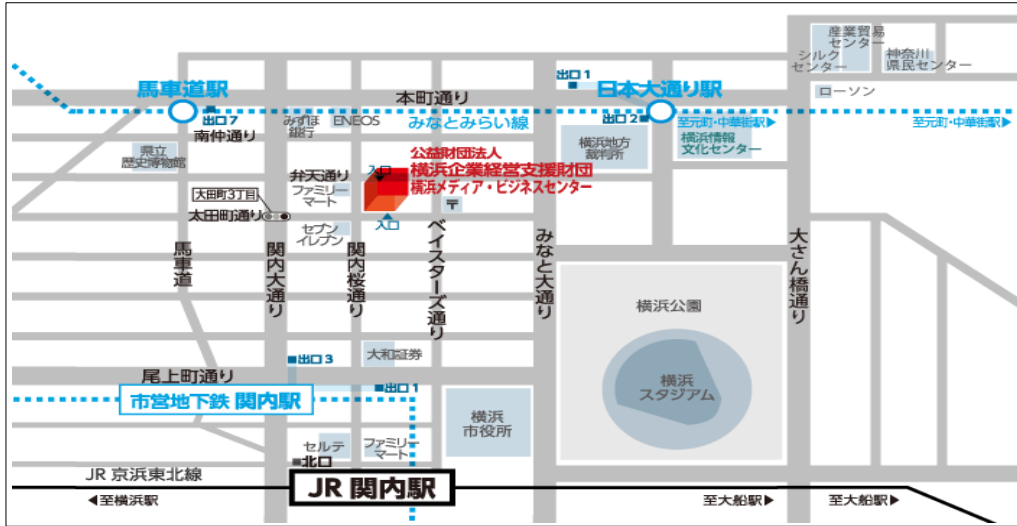 産業貿易
センター
シルク
センター
神奈川
県民センター
出口1
馬車道駅
日本大通り駅
ローソン
本町通り
出口7
みずほ
銀行
ENEOS
みなとみらい線
出口2
至元町・中華街駅▶
至元町・中華街駅▶
南仲通り
県立
歴史博物館
横浜地方
裁判所
横浜情報
文化センター
公益財団法人
横浜企業経営支援財団
横浜メディア・ビジネスセンター
入口
弁天通り
ファミリー
マート
大田町3丁目
太田町通り
〒
入口
セブン
イレブン
馬車道
関内大通り
関内桜通り
ベイスターズ通り
みなと大通り
大さん橋通り
横浜公園
横浜
スタジアム
出口3
大和証券
尾上町通り
出口1
市営地下鉄 関内駅
横浜
市役所
セルテ
ファミリー
マート
北口
JR 京浜東北線
JR 関内駅
◀至横浜駅
至大船駅▶
至大船駅▶